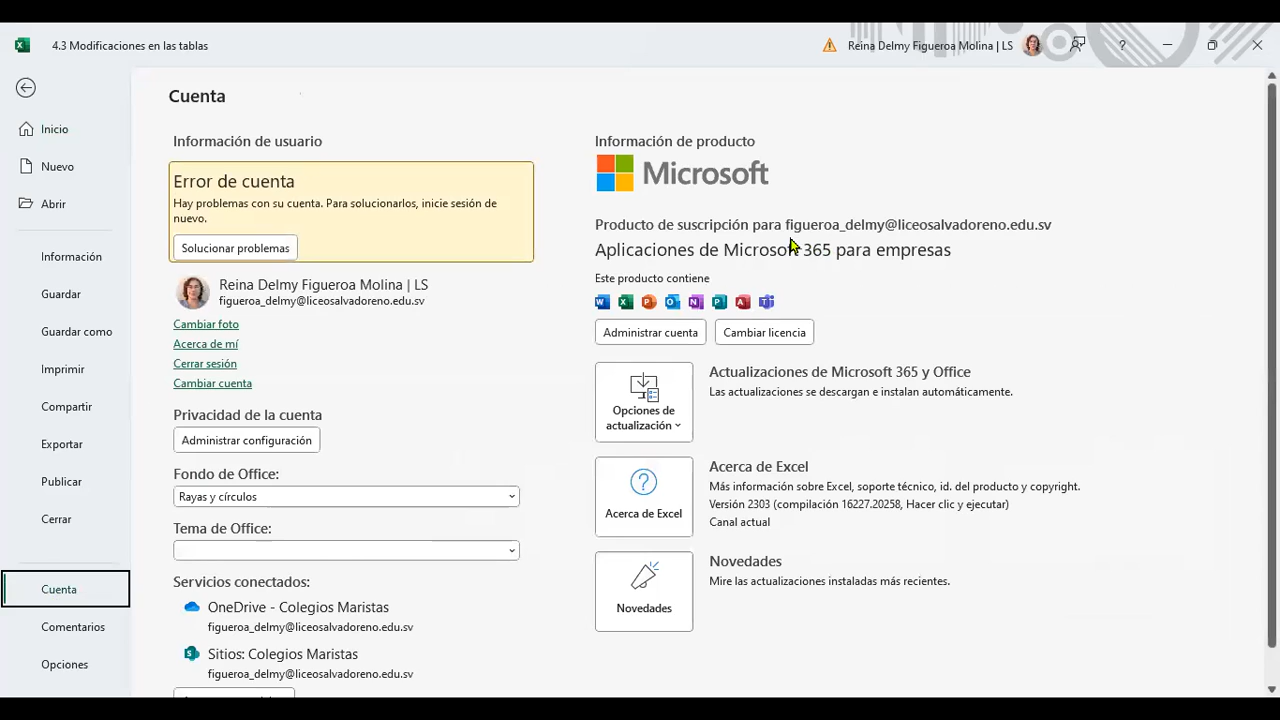 4.3 Modificaciones en las tablas
Reina Delmy Figueroa Molina | LS
?
Inicio
Nuevo
Abrir
Información
Guardar
Guardar como
Imprimir
Compartir
Exportar
Publicar
Cerrar
Cuenta
Comentarios
Opciones
Cuenta
Información de usuario
Error de cuenta
Hay problemas con su cuenta. Para solucionarlos, inicie sesión de
nuevo.
Solucionar problemas
Reina Delmy Figueroa Molina | LS
figueroa_delmy@liceosalvadoreno.edu.sv
Cambiar foto
Acerca de mí
Cerrar sesión
Cambiar cuenta
Privacidad de la cuenta
Administrar configuración
Fondo de Office:
Rayas y círculos
Tema de Office:
Servicios conectados:
OneDrive - Colegios Maristas
figueroa_delmy@liceosalvadoreno.edu.sv
Sitios: Colegios Maristas
figueroa_delmy@liceosalvadoreno.edu.sv
Información de producto
Microsoft
Producto de suscripción para figueroa_delmy@liceosalvadoreno.edu.sv
Aplicaciones de Microsoft 365 para empresas
Este producto contiene
Administrar cuenta
Cambiar licencia
Opciones de
actualización
Actualizaciones de Microsoft 365 y Office
Las actualizaciones se descargan e instalan automáticamente.
Acerca de Excel
Acerca de Excel
Más información sobre Excel, soporte técnico, id. del producto y copyright.
Versión 2303 (compilación 16227.20258, Hacer clic y ejecutar)
Canal actual
Novedades
Novedades
Mire las actualizaciones instaladas más recientes.